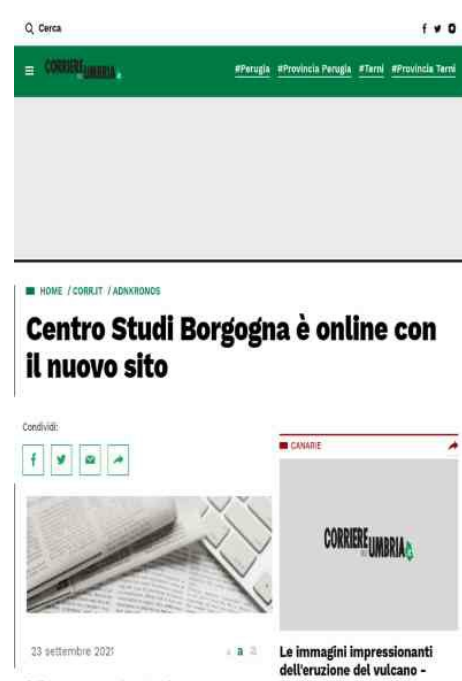 Cerca
CORRIERE UMBRIA
#Perugia #Provincia Perugia #Terni #Provincia Terni
HOME / CORR.IT / ADNKRONOS
Centro Studi Borgogna è online con
il nuovo sito
Condividi:
CANARIE
CORRIERE UMBRIA
23 settembre 2021
a a a
Le immagini impressionanti
dell'eruzione del vulcano –